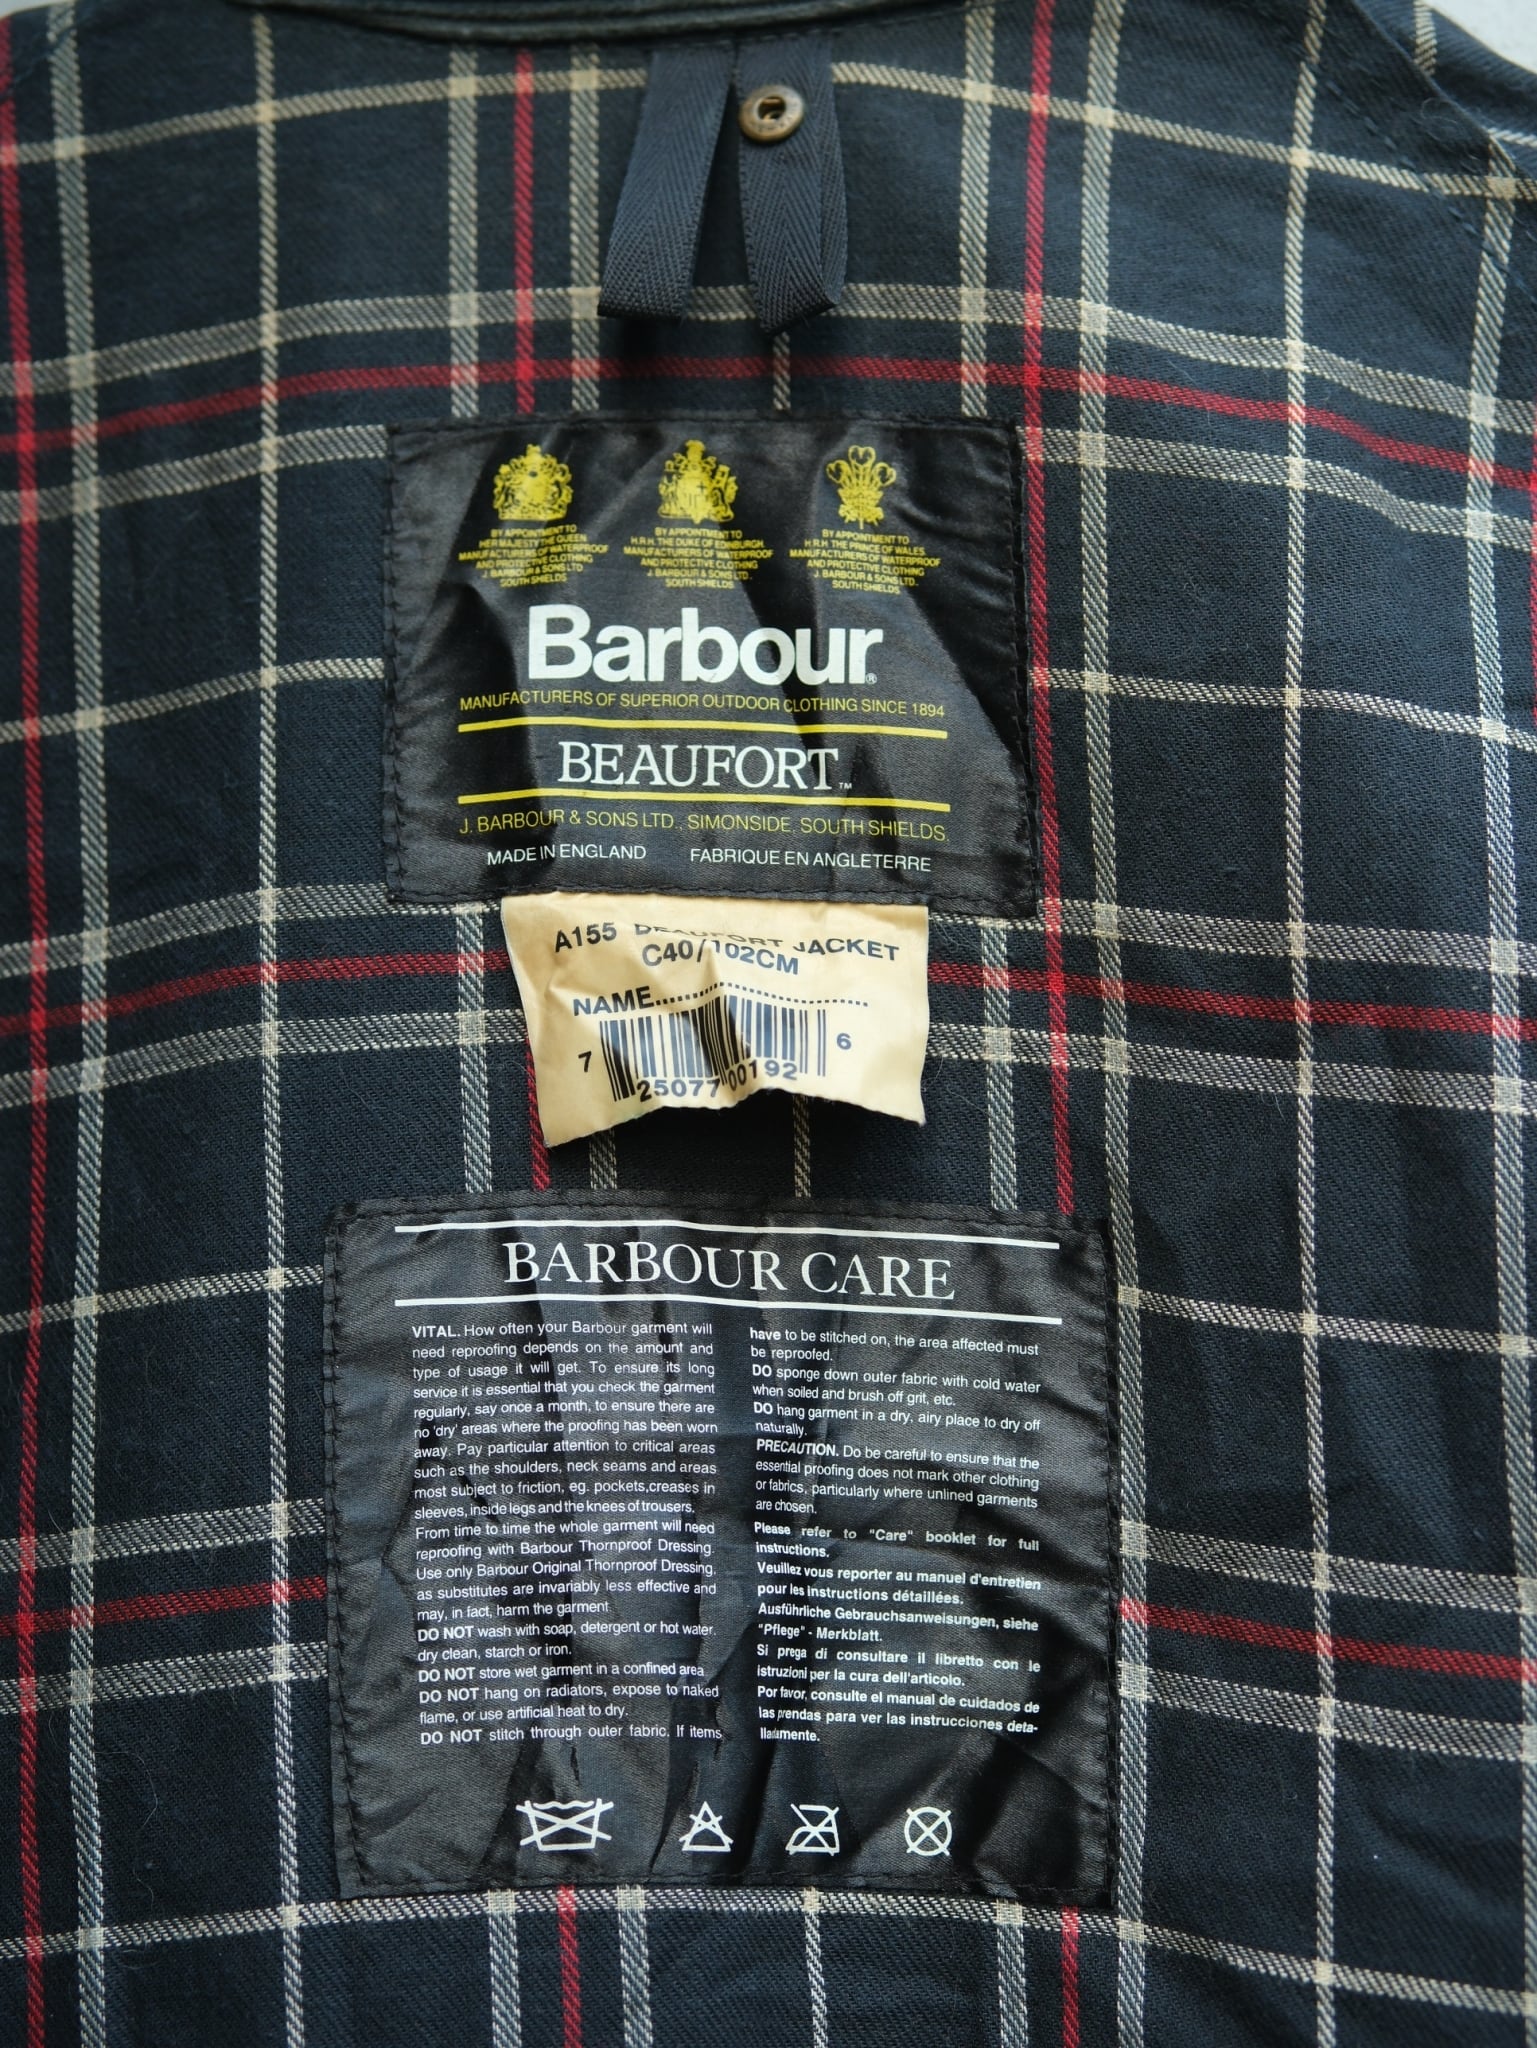 BY APPOINTMENT TO
HER MAJESTY THE QUEEN
MANUFACTURERS OF WATERPROOF
AND PROTECTIVE CLOTHING
J. BARBOUR & SONS LTD.
SOUTH SHIELDS
BY APPOINTMENT TO
H.R.H. THE DUKE OF EDINBURGH
MANUFACTURERS OF WATERPROOF
AND PROTECTIVE CLOTHING
J. BARBOUR & SONS LTD.
SOUTH SHIELDS
BY APPOINTMENT TO
H.R.H. THE PRINCE OF WALES
MANUFACTURERS OF WATERPROOF
AND PROTECTIVE CLOTHING
J. BARBOUR & SONS LTD.
SOUTH SHIELDS
Barbour®
MANUFACTURERS OF SUPERIOR OUTDOOR CLOTHING SINCE 1894
BEAUFORT™
J. BARBOUR & SONS LTD., SIMONSIDE, SOUTH SHIELDS.
MADE IN ENGLAND FABRIQUE EN ANGLETERRE
A155 BEAUFORT JACKET
C40/102CM
NAME....................
7 25077 00192 6
BARBOUR CARE
VITAL. How often your Barbour garment will
need reproofing depends on the amount and
type of usage it will get. To ensure its long
service it is essential that you check the garment
regularly, say once a month, to ensure there are
no 'dry' areas where the proofing has been worn
away. Pay particular attention to critical areas
such as the shoulders, neck seams and areas
most subject to friction, eg. pockets,creases in
sleeves, inside legs and the knees of trousers.
From time to time the whole garment will need
reproofing with Barbour Thornproof Dressing.
Use only Barbour Original Thornproof Dressing,
as substitutes are invariably less effective and
may, in fact, harm the garment.
DO NOT wash with soap, detergent or hot water,
dry clean, starch or iron.
DO NOT store wet garment in a confined area
DO NOT hang on radiators, expose to naked
flame, or use artificial heat to dry.
DO NOT stitch through outer fabric. If items
have to be stitched on, the area affected must
be reproofed.
DO sponge down outer fabric with cold water
when soiled and brush off grit, etc.
DO hang garment in a dry, airy place to dry off
naturally.
PRECAUTION. Do be careful to ensure that the
essential proofing does not mark other clothing
or fabrics, particularly where unlined garments
are chosen.
Please refer to "Care" booklet for full
instructions.
Veuillez vous reporter au manuel d'entretien
pour les instructions détaillées.
Ausführliche Gebrauchsanweisungen, siehe
"Pflege" - Merkblatt.
Si prega di consultare il libretto con le
istruzioni per la cura dell'articolo.
Por favor, consulte el manual de cuidados de
las prendas para ver las instrucciones deta-
lladamente.